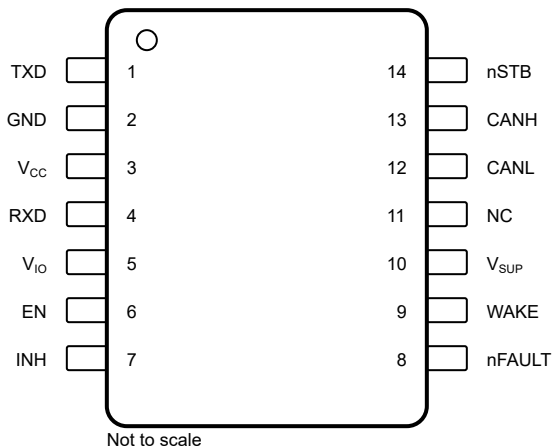 TXD 1 14 nSTB
GND 2 13 CANH
VCC 3 12 CANL
RXD 4 11 NC
VIO 5 10 VSUP
EN 6 9 WAKE
INH 7 8 nFAULT
Not to scale